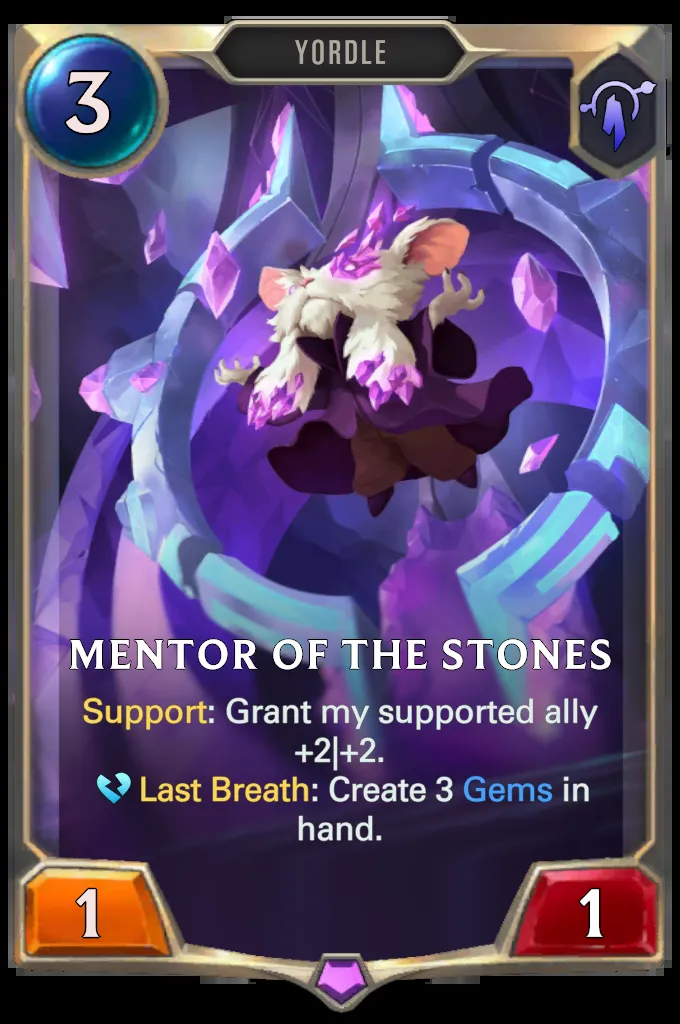 YORDLE
3
MENTOR OF THE STONES
Support: Grant my supported ally
+2|+2.
Last Breath: Create 3 Gems in
hand.
1
1